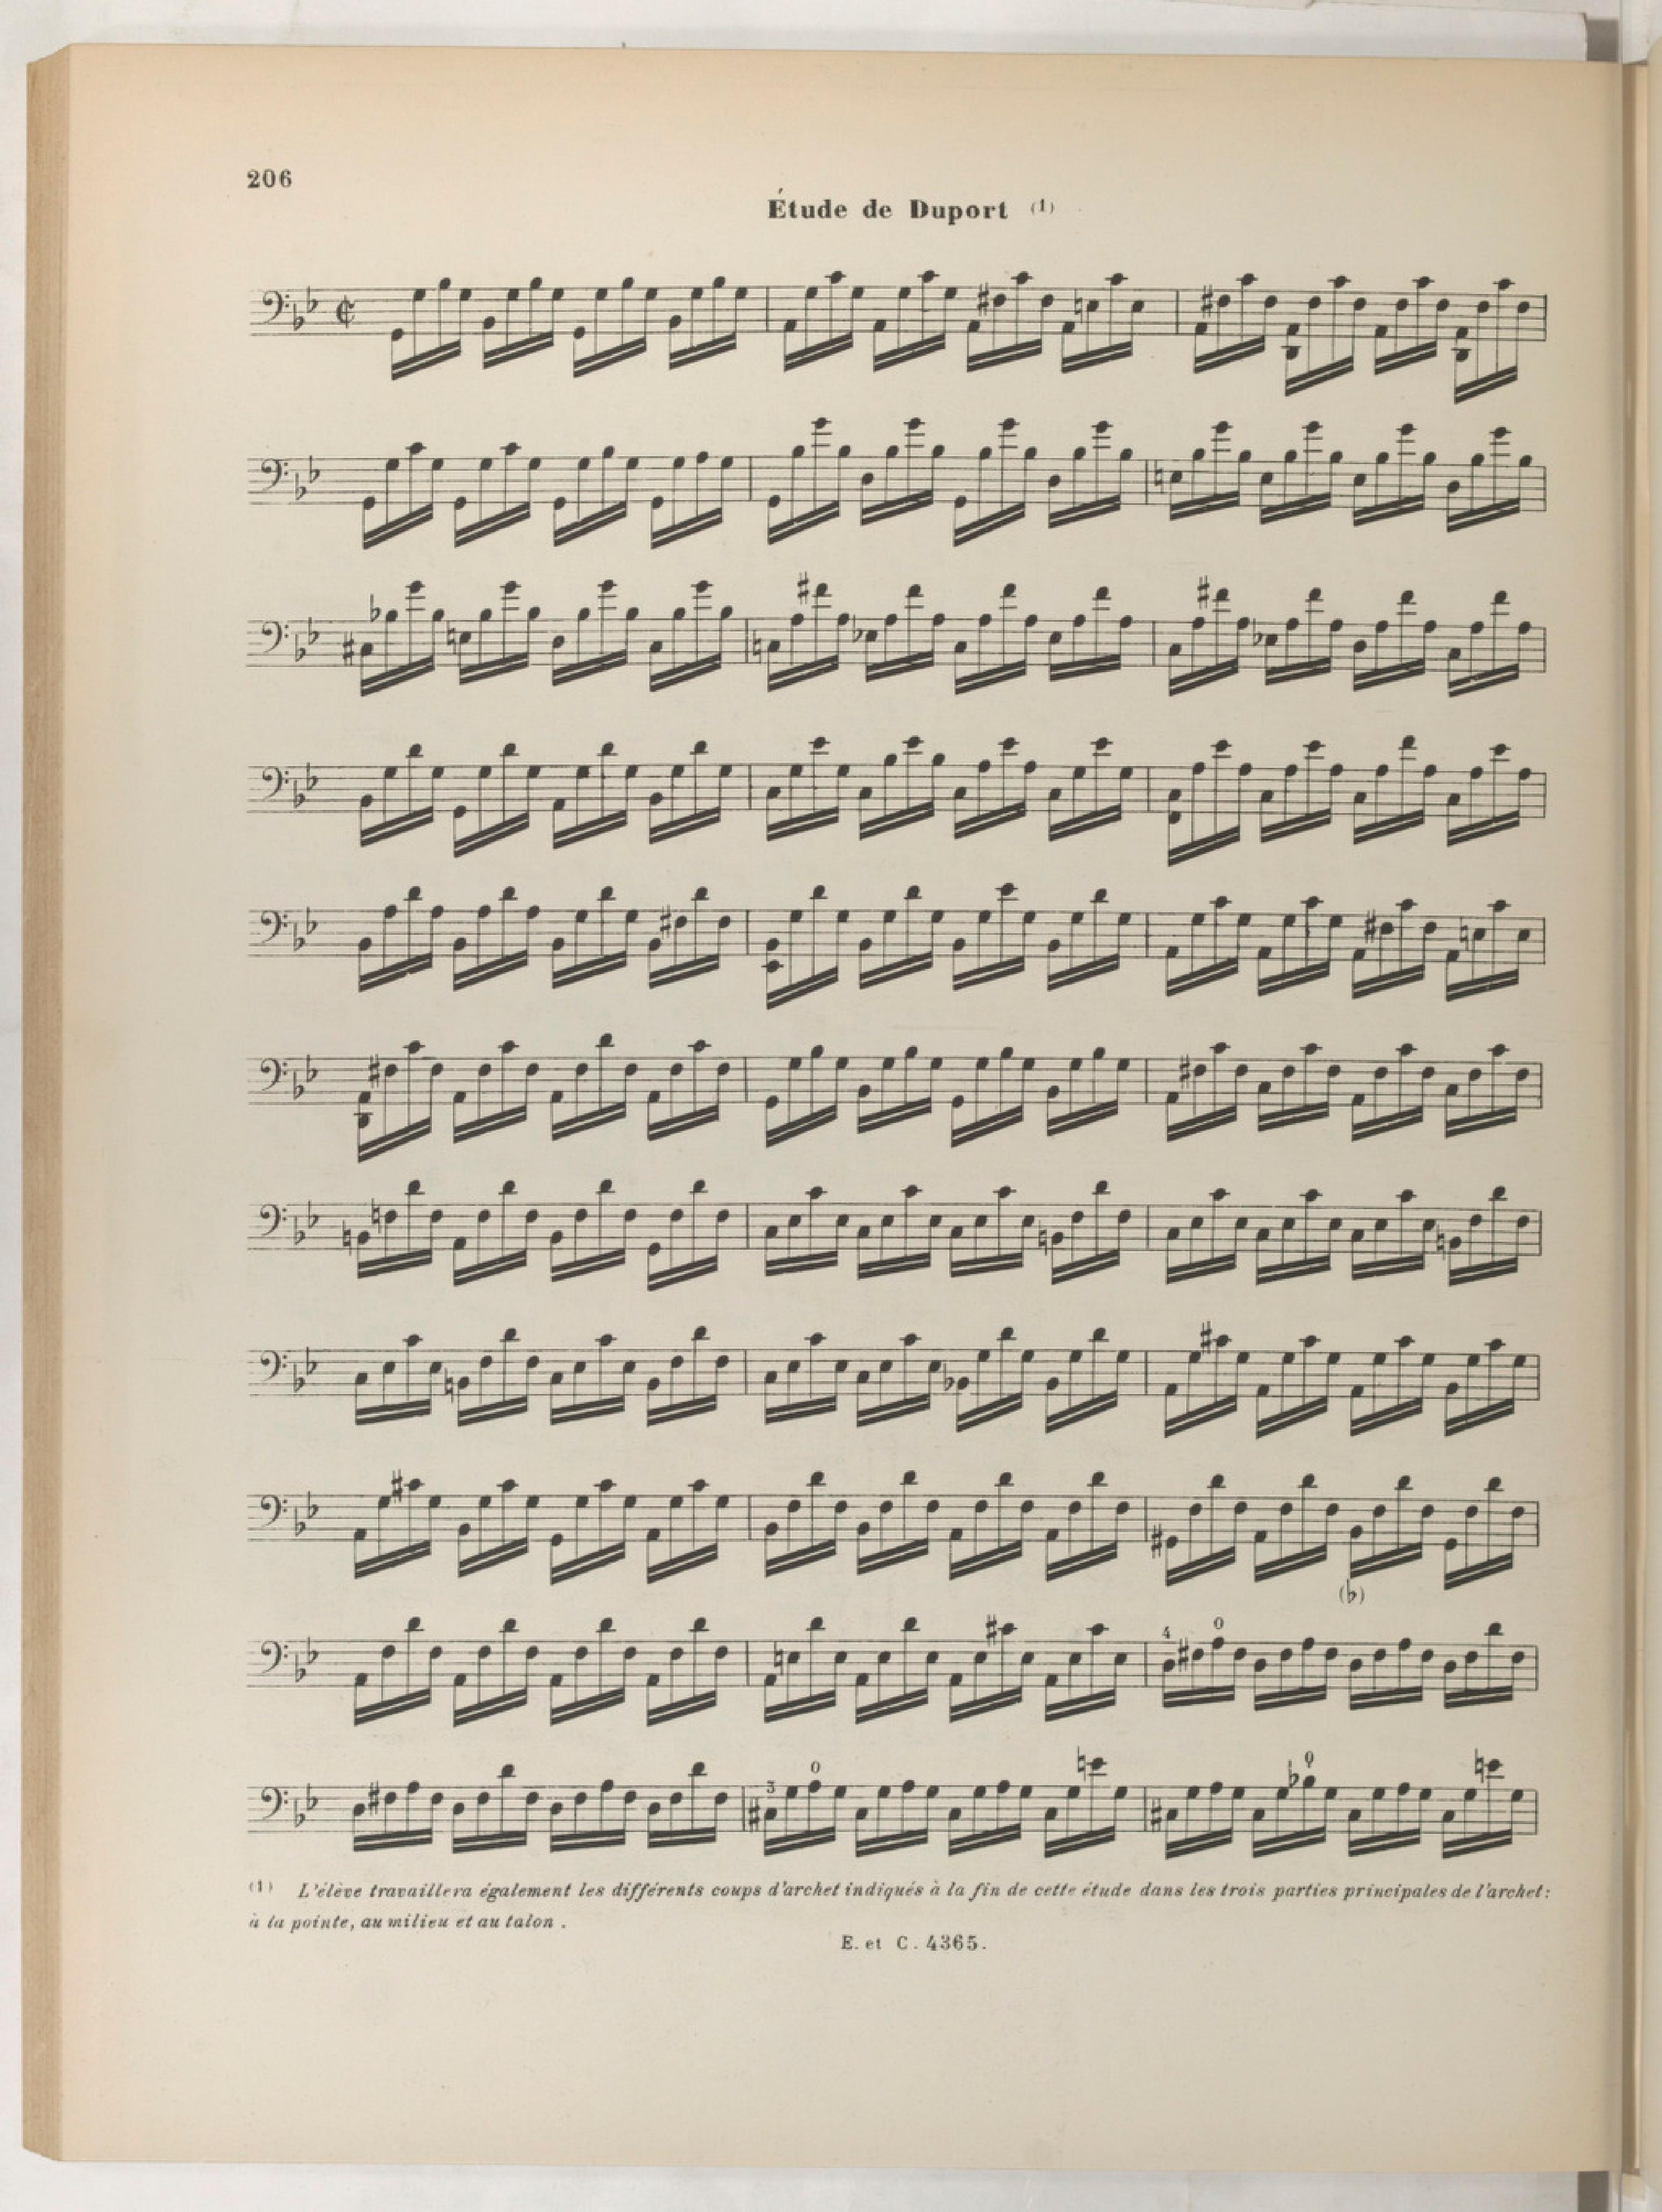 206
Étude de Duport (1)
(b)
4 0
3 0 0
(1) L'élève travaillera également les différents coups d'archet indiqués à la fin de cette étude dans les trois parties principales de l'archet:
à la pointe, au milieu et au talon.
E. et C. 4365.